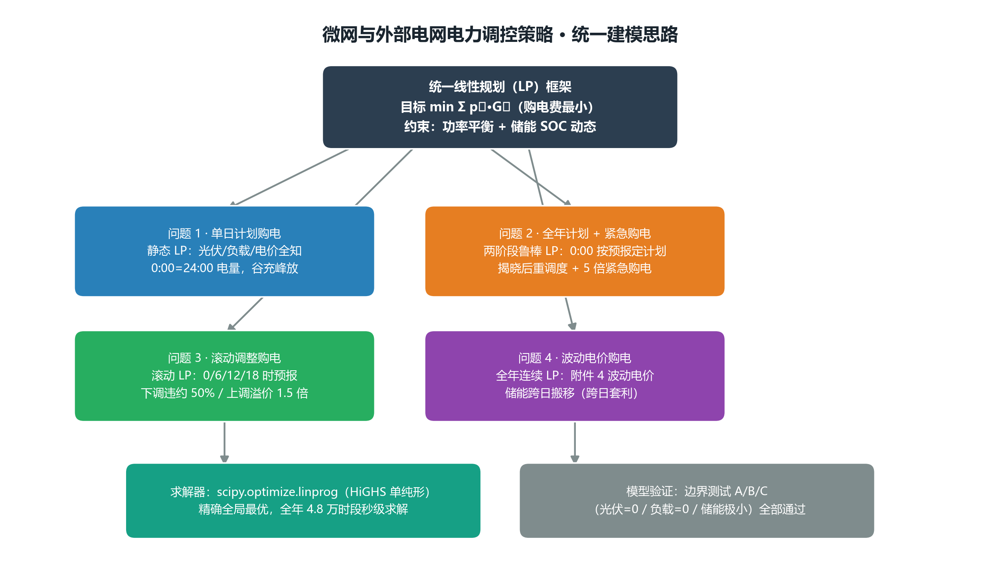 微网与外部电网电力调控策略 · 统一建模思路
统一线性规划（LP）框架
目标 min Σ p▯·G▯（购电费最小）
约束：功率平衡 + 储能 SOC 动态
问题 1 · 单日计划购电
静态 LP：光伏/负载/电价全知
0:00=24:00 电量，谷充峰放
问题 2 · 全年计划 + 紧急购电
两阶段鲁棒 LP：0:00 按预报定计划
揭晓后重调度 + 5 倍紧急购电
问题 3 · 滚动调整购电
滚动 LP：0/6/12/18 时预报
下调违约 50% / 上调溢价 1.5 倍
问题 4 · 波动电价购电
全年连续 LP：附件 4 波动电价
储能跨日搬移（跨日套利）
求解器：scipy.optimize.linprog（HiGHS 单纯形）
精确全局最优，全年 4.8 万时段秒级求解
模型验证：边界测试 A/B/C
（光伏=0 / 负载=0 / 储能极小）全部通过